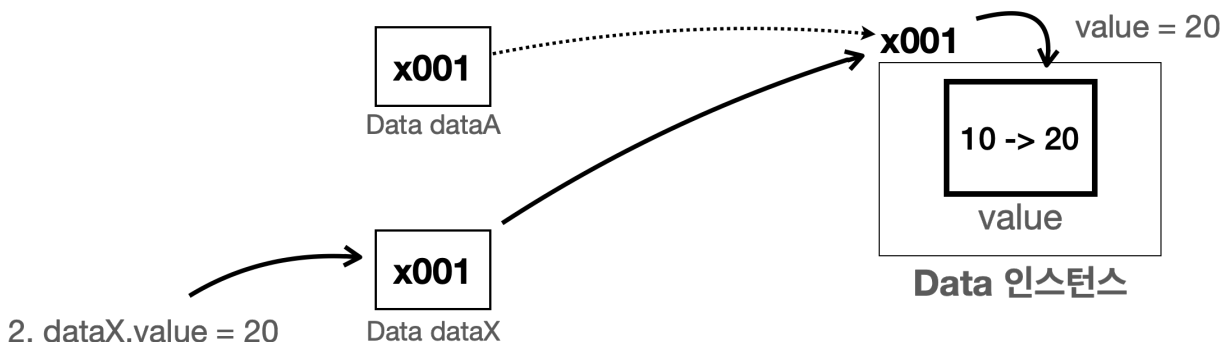 x001
Data dataA
x001
value = 20
10 -> 20
value
Data 인스턴스
x001
Data dataX
2. dataX.value = 20